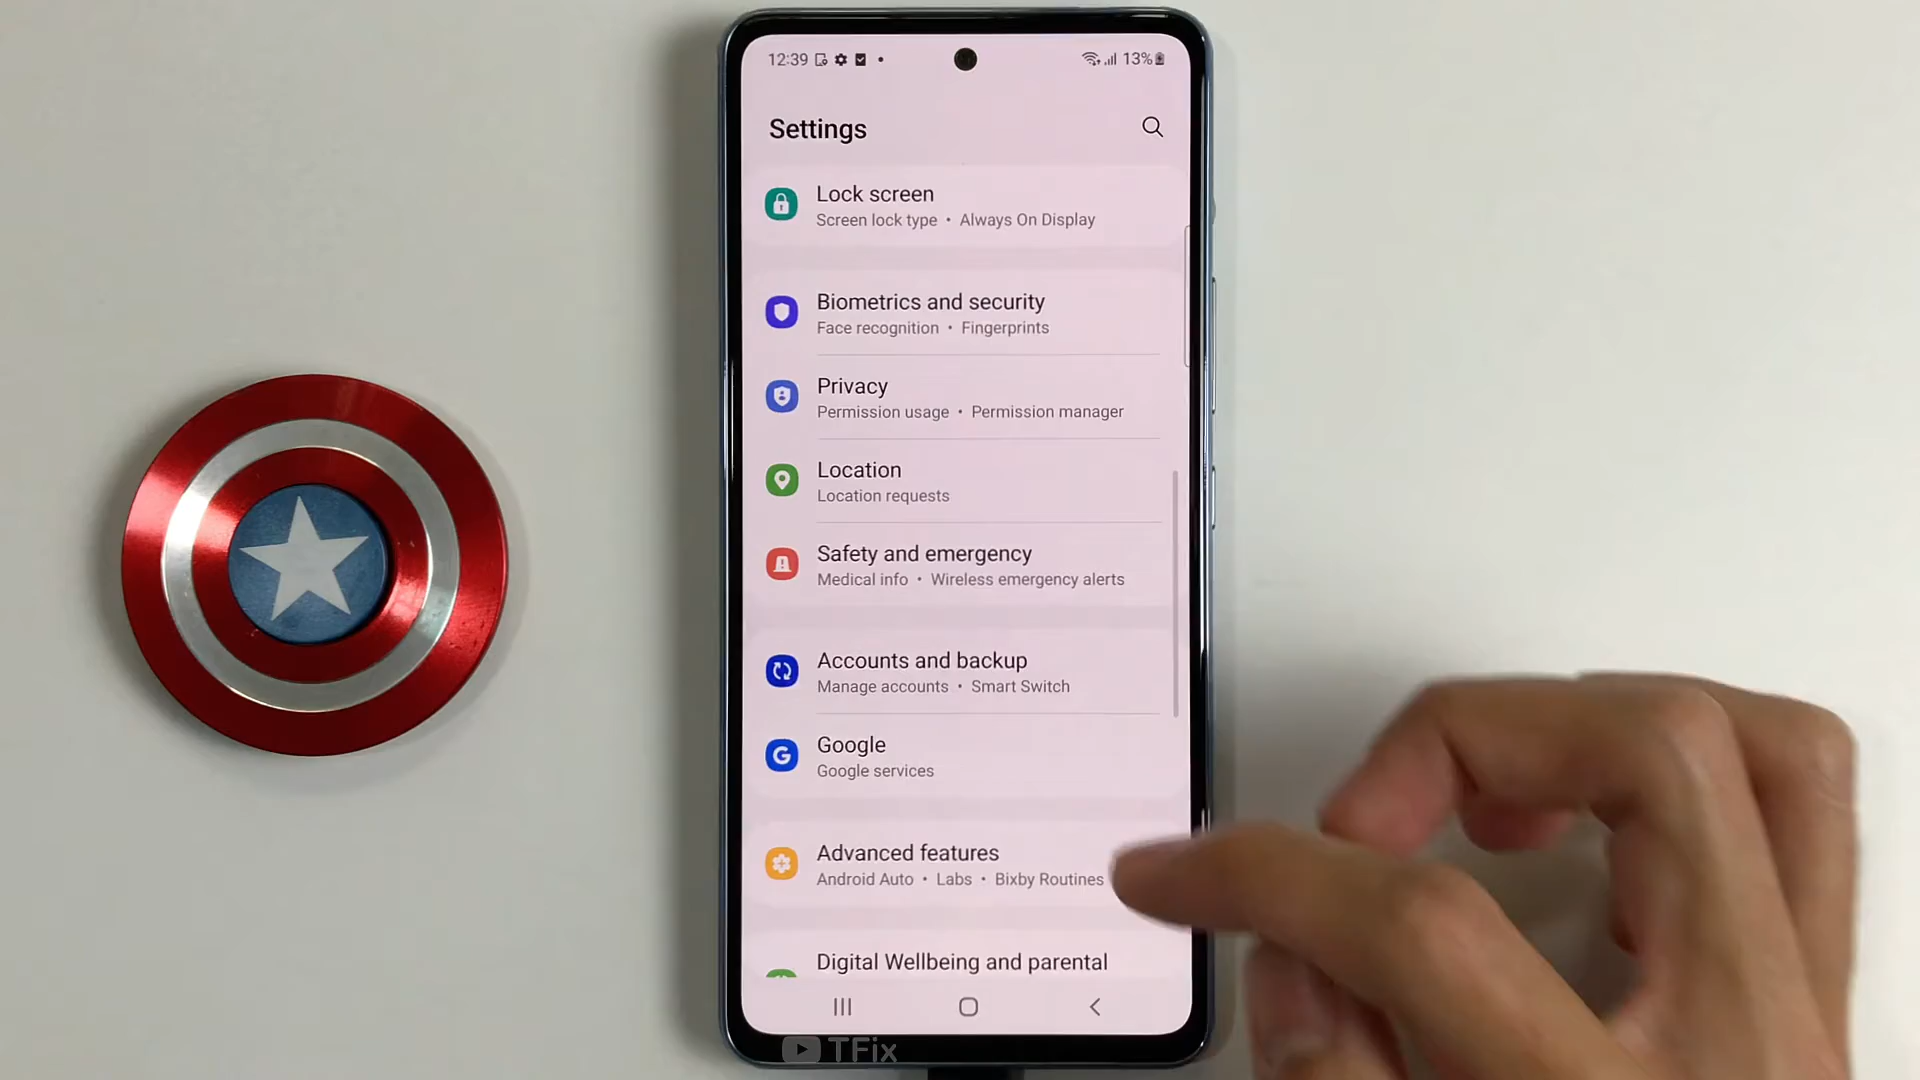 12:39 13%
Settings
Lock screen
Screen lock type • Always On Display
Biometrics and security
Face recognition • Fingerprints
Privacy
Permission usage • Permission manager
Location
Location requests
Safety and emergency
Medical info • Wireless emergency alerts
Accounts and backup
Manage accounts • Smart Switch
Google
Google services
Advanced features
Android Auto • Labs • Bixby Routines
Digital Wellbeing and parental
TFix